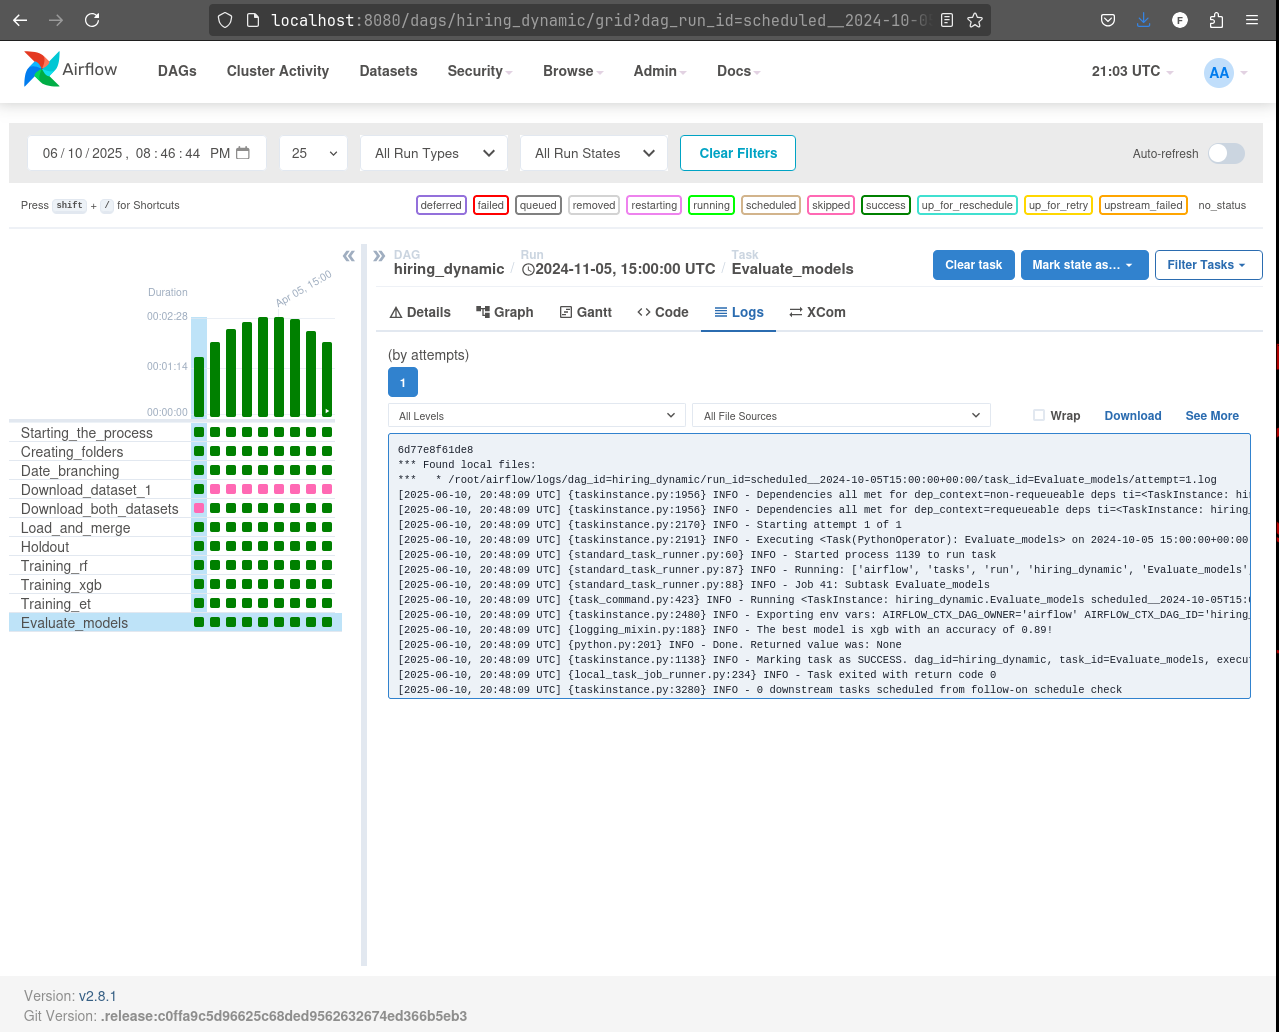 localhost:8080/dags/hiring_dynamic/grid?dag_run_id=scheduled__2024-10-05
F
Airflow
DAGs Cluster Activity Datasets Security Browse Admin Docs 21:03 UTC AA
06/10/2025, 08:46:44 PM 25 All Run Types All Run States Clear Filters Auto-refresh
Press shift + / for Shortcuts deferred failed queued removed restarting running scheduled skipped success up_for_reschedule up_for_retry upstream_failed no_status
« » DAG Run Task
hiring_dynamic / 2024-11-05, 15:00:00 UTC / Evaluate_models
Clear task Mark state as... Filter Tasks
Duration Apr 05, 15:00
00:02:28
00:01:14
00:00:00
Starting_the_process
Creating_folders
Date_branching
Download_dataset_1
Download_both_datasets
Load_and_merge
Holdout
Training_rf
Training_xgb
Training_et
Evaluate_models
Details Graph Gantt <> Code Logs XCom
(by attempts)
1
All Levels All File Sources Wrap Download See More
6d77e8f61de8
*** Found local files:
***   * /root/airflow/logs/dag_id=hiring_dynamic/run_id=scheduled__2024-10-05T15:00:00+00:00/task_id=Evaluate_models/attempt=1.log
[2025-06-10, 20:48:09 UTC] {taskinstance.py:1956} INFO - Dependencies all met for dep_context=non-requeueable deps ti=<TaskInstance: hi
[2025-06-10, 20:48:09 UTC] {taskinstance.py:1956} INFO - Dependencies all met for dep_context=requeueable deps ti=<TaskInstance: hiring_
[2025-06-10, 20:48:09 UTC] {taskinstance.py:2170} INFO - Starting attempt 1 of 1
[2025-06-10, 20:48:09 UTC] {taskinstance.py:2191} INFO - Executing <Task(PythonOperator): Evaluate_models> on 2024-10-05 15:00:00+00:00
[2025-06-10, 20:48:09 UTC] {standard_task_runner.py:60} INFO - Started process 1139 to run task
[2025-06-10, 20:48:09 UTC] {standard_task_runner.py:87} INFO - Running: ['airflow', 'tasks', 'run', 'hiring_dynamic', 'Evaluate_models',
[2025-06-10, 20:48:09 UTC] {standard_task_runner.py:88} INFO - Job 41: Subtask Evaluate_models
[2025-06-10, 20:48:09 UTC] {task_command.py:423} INFO - Running <TaskInstance: hiring_dynamic.Evaluate_models scheduled__2024-10-05T15:
[2025-06-10, 20:48:09 UTC] {taskinstance.py:2480} INFO - Exporting env vars: AIRFLOW_CTX_DAG_OWNER='airflow' AIRFLOW_CTX_DAG_ID='hiring_
[2025-06-10, 20:48:09 UTC] {logging_mixin.py:188} INFO - The best model is xgb with an accuracy of 0.89!
[2025-06-10, 20:48:09 UTC] {python.py:201} INFO - Done. Returned value was: None
[2025-06-10, 20:48:09 UTC] {taskinstance.py:1138} INFO - Marking task as SUCCESS. dag_id=hiring_dynamic, task_id=Evaluate_models, execu
[2025-06-10, 20:48:09 UTC] {local_task_job_runner.py:234} INFO - Task exited with return code 0
[2025-06-10, 20:48:09 UTC] {taskinstance.py:3280} INFO - 0 downstream tasks scheduled from follow-on schedule check
Version: v2.8.1
Git Version: .release:c0ffa9c5d96625c68ded9562632674ed366b5eb3